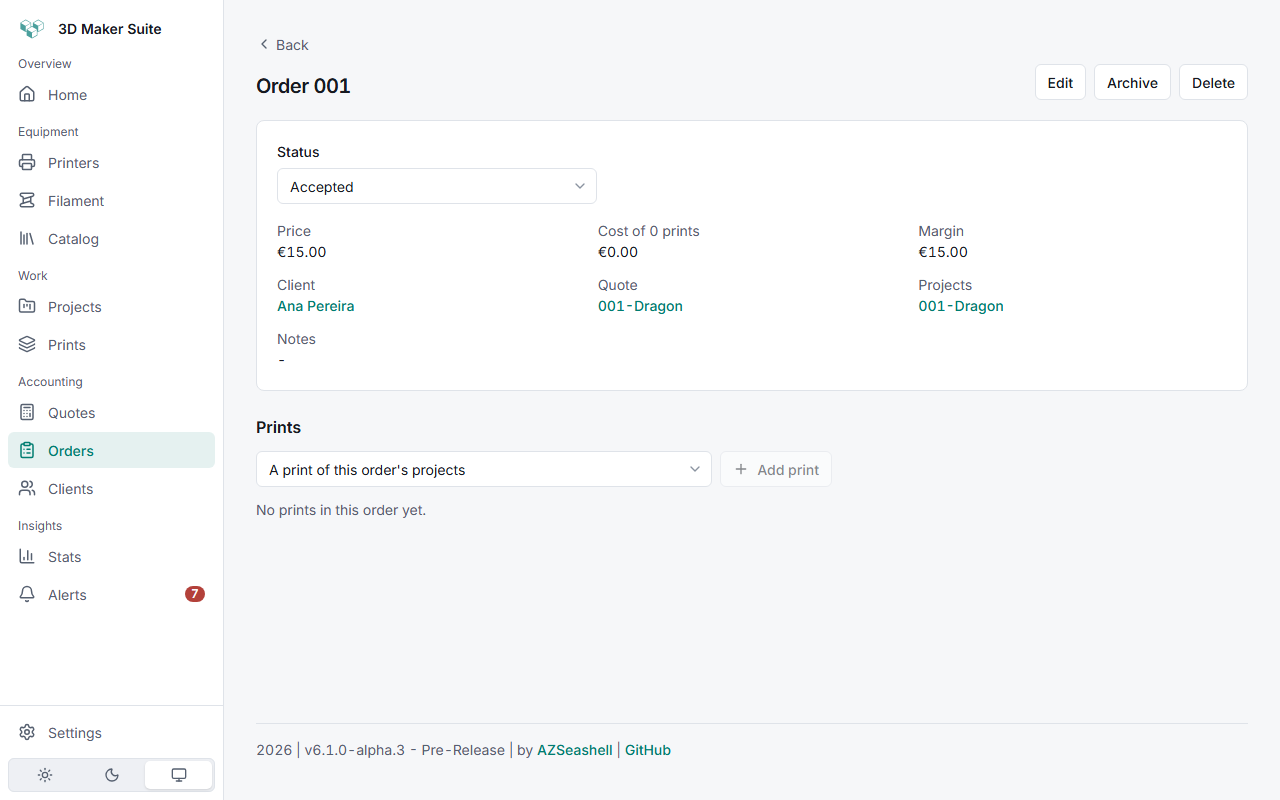 3D Maker Suite
Overview
Home
Equipment
Printers
Filament
Catalog
Work
Projects
Prints
Accounting
Quotes
Orders
Clients
Insights
Stats
Alerts 7
Settings
Back
Order 001
Edit Archive Delete
Status
Accepted
Price Cost of 0 prints Margin
€15.00 €0.00 €15.00
Client Quote Projects
Ana Pereira 001-Dragon 001-Dragon
Notes
-
Prints
A print of this order's projects Add print
No prints in this order yet.
2026 | v6.1.0-alpha.3 - Pre-Release | by AZSeashell | GitHub